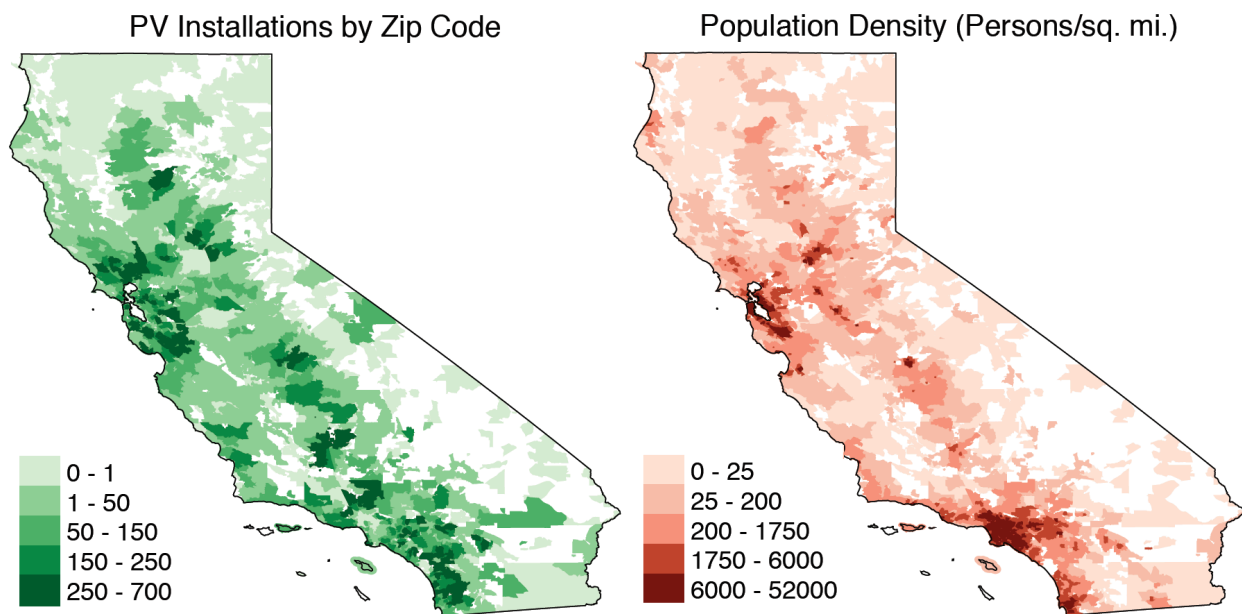 PV Installations by Zip Code
0 - 1
1 - 50
50 - 150
150 - 250
250 - 700
Population Density (Persons/sq. mi.)
0 - 25
25 - 200
200 - 1750
1750 - 6000
6000 - 52000